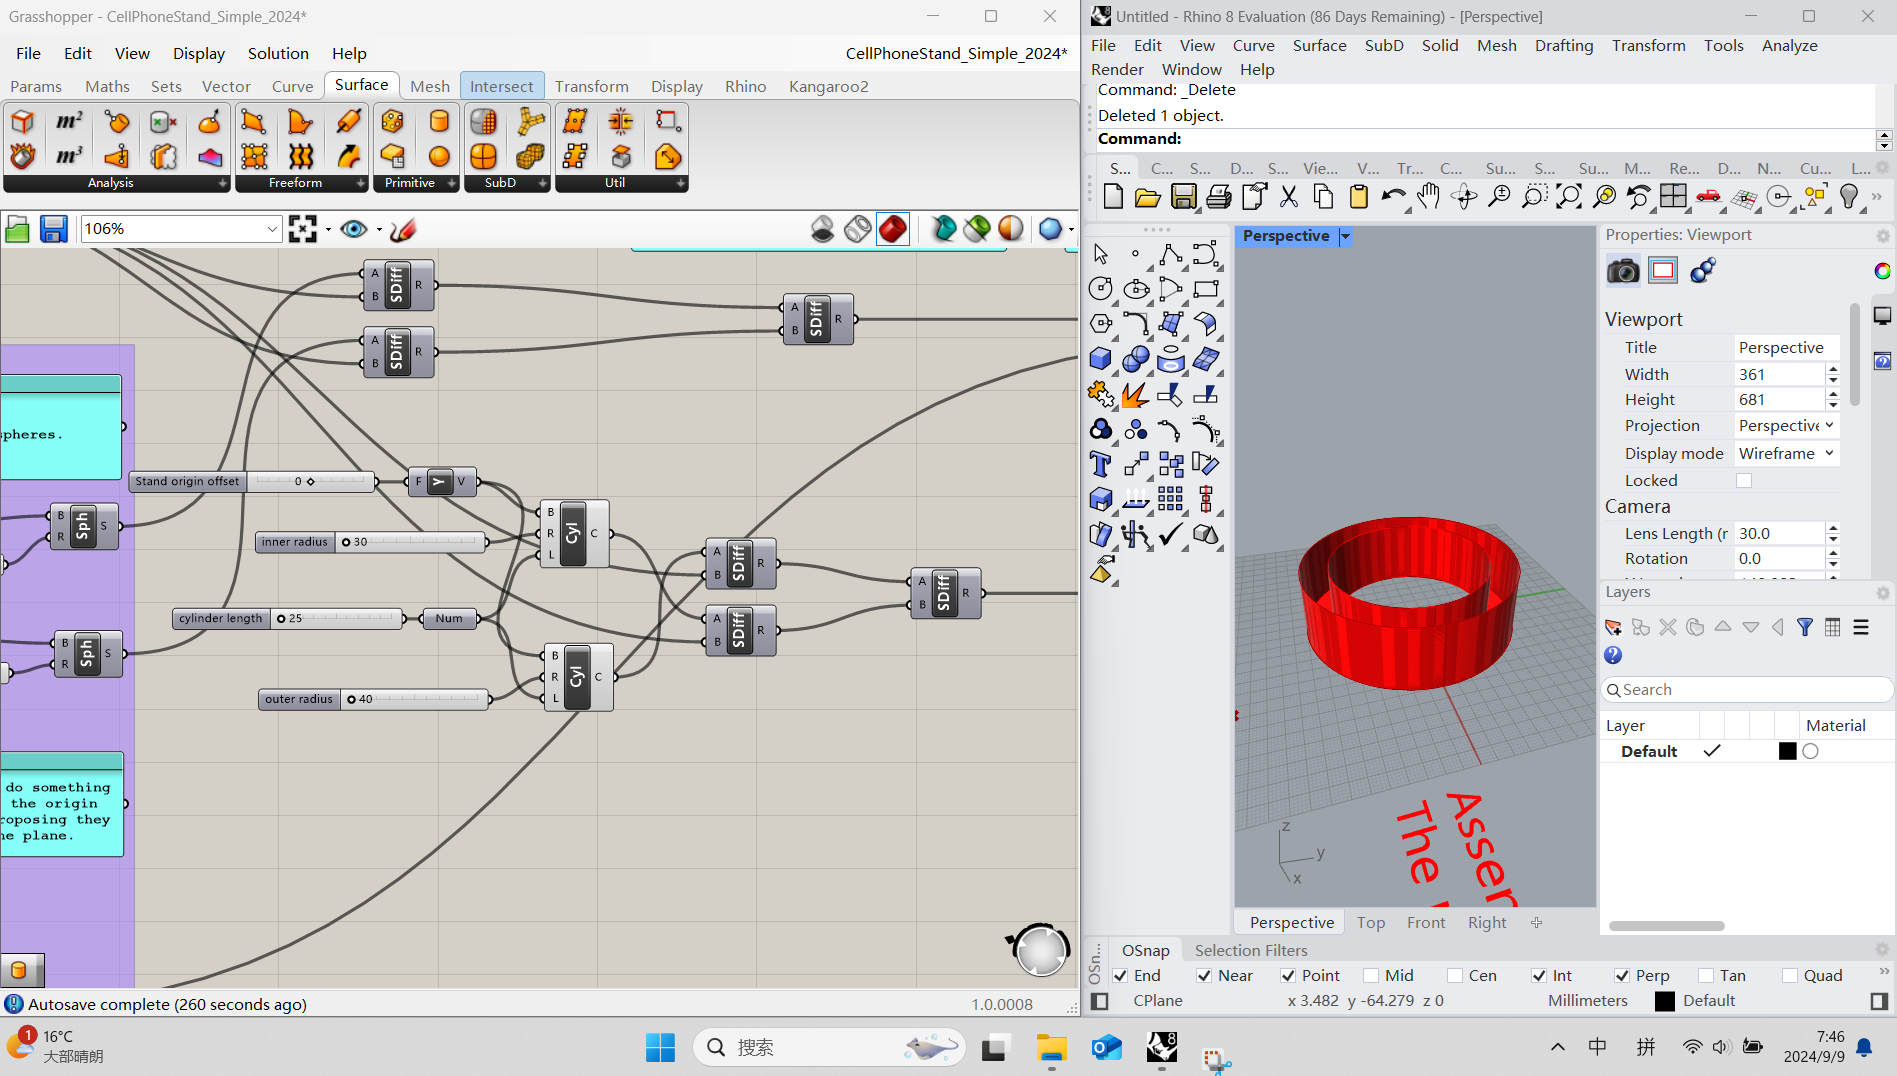 Grasshopper - CellPhoneStand_Simple_2024*
File Edit View Display Solution Help
CellPhoneStand_Simple_2024*
Params Maths Sets Vector Curve Surface Mesh Intersect Transform Display Rhino Kangaroo2
m²
m³
Analysis Freeform Primitive SubD Util
106%
A B SDiff R
A B SDiff R
A B SDiff R
pheres.
Stand origin offset 0
F Y V
B R Sph S
inner radius 30
B R L Cyl C
A B SDiff R
A B SDiff R
A B SDiff R
cylinder length 25
Num
B R Sph S
B R L Cyl C
outer radius 40
do something
the origin
roposing they
ne plane.
Autosave complete (260 seconds ago)
1.0.0008
Untitled - Rhino 8 Evaluation (86 Days Remaining) - [Perspective]
File Edit View Curve Surface SubD Solid Mesh Drafting Transform Tools Analyze
Render Window Help
Command: _Delete
Deleted 1 object.
Command:
S... C... S... D... S... Vie... V... Tr... C... Su... S... Su... M... Re... D... N... Cu... L...
Perspective
z
y
x
Asser
The
Perspective Top Front Right
Properties: Viewport
Viewport
Title Perspective
Width 361
Height 681
Projection Perspective
Display mode Wireframe
Locked
Camera
Lens Length (r 30.0
Rotation 0.0
Layers
Search
Layer Material
Default
OSn...
OSnap Selection Filters
End Near Point Mid Cen Int Perp Tan Quad
CPlane x 3.482 y -64.279 z 0 Millimeters Default
1
16°C
大部晴朗
搜索
8
中 拼
7:46
2024/9/9